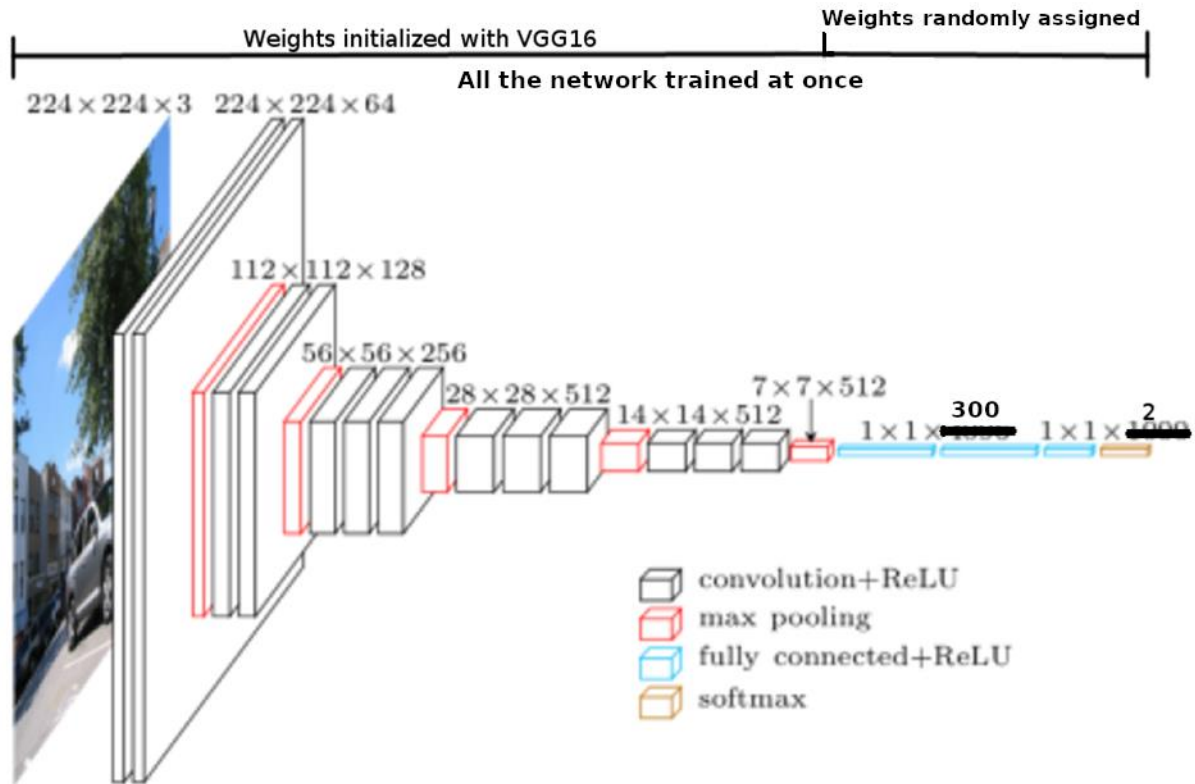 Weights randomly assigned
Weights initialized with VGG16
All the network trained at once
224 × 224 × 3
224 × 224 × 64
112 × 112 × 128
56 × 56 × 256
28 × 28 × 512
14 × 14 × 512
7 × 7 × 512
300
1 × 1 ×
2
1 × 1 ×
convolution+ReLU
max pooling
fully connected+ReLU
softmax